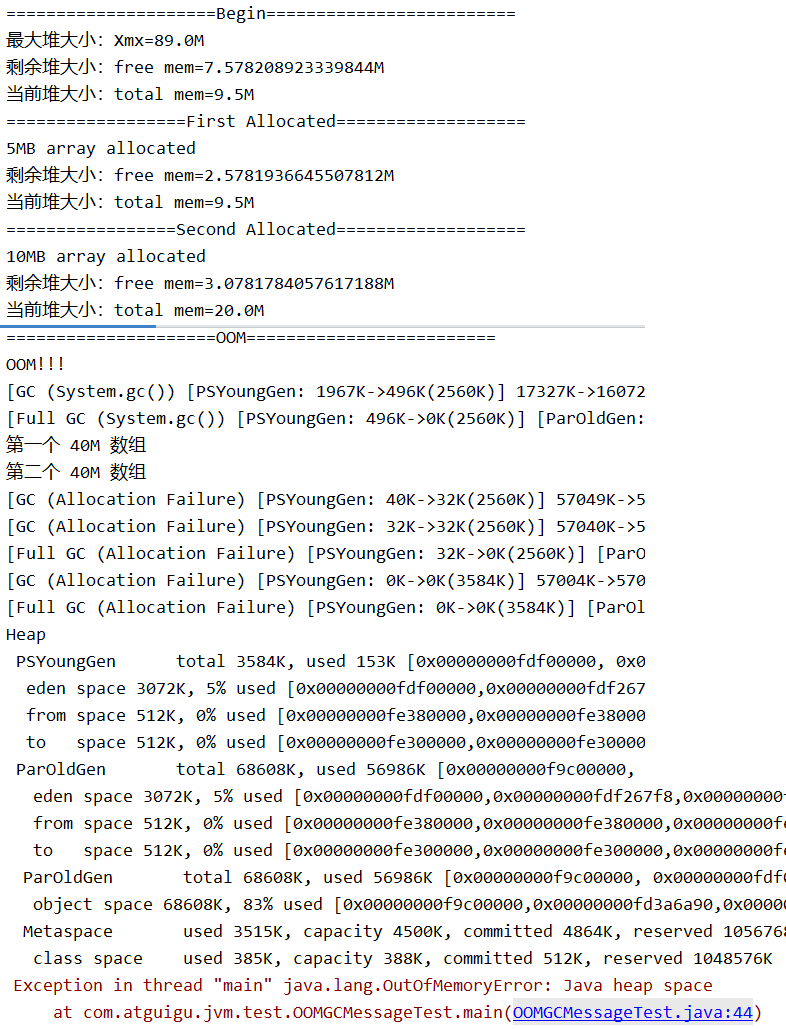 =====================Begin=========================
最大堆大小：Xmx=89.0M
剩余堆大小：free mem=7.578208923339844M
当前堆大小：total mem=9.5M
==================First Allocated===================
5MB array allocated
剩余堆大小：free mem=2.5781936645507812M
当前堆大小：total mem=9.5M
=================Second Allocated===================
10MB array allocated
剩余堆大小：free mem=3.0781784057617188M
当前堆大小：total mem=20.0M
=====================OOM=========================
OOM!!!
[GC (System.gc()) [PSYoungGen: 1967K->496K(2560K)] 17327K->16072
[Full GC (System.gc()) [PSYoungGen: 496K->0K(2560K)] [ParOldGen:
第一个 40M 数组
第二个 40M 数组
[GC (Allocation Failure) [PSYoungGen: 40K->32K(2560K)] 57049K->5
[GC (Allocation Failure) [PSYoungGen: 32K->32K(2560K)] 57040K->5
[Full GC (Allocation Failure) [PSYoungGen: 32K->0K(2560K)] [ParO
[GC (Allocation Failure) [PSYoungGen: 0K->0K(3584K)] 57004K->570
[Full GC (Allocation Failure) [PSYoungGen: 0K->0K(3584K)] [ParOl
Heap
PSYoungGen total 3584K, used 153K [0x00000000fdf00000, 0x0
eden space 3072K, 5% used [0x00000000fdf00000,0x00000000fdf267
from space 512K, 0% used [0x00000000fe380000,0x00000000fe38000
to space 512K, 0% used [0x00000000fe300000,0x00000000fe30000
ParOldGen total 68608K, used 56986K [0x00000000f9c00000,
eden space 3072K, 5% used [0x00000000fdf00000,0x00000000fdf267f8,0x00000000f
from space 512K, 0% used [0x00000000fe380000,0x00000000fe380000,0x00000000fe
to space 512K, 0% used [0x00000000fe300000,0x00000000fe300000,0x00000000fe
ParOldGen total 68608K, used 56986K [0x00000000f9c00000, 0x00000000fdf0
object space 68608K, 83% used [0x00000000f9c00000,0x00000000fd3a6a90,0x00000
Metaspace used 3515K, capacity 4500K, committed 4864K, reserved 1056768
class space used 385K, capacity 388K, committed 512K, reserved 1048576K
Exception in thread "main" java.lang.OutOfMemoryError: Java heap space
at com.atguigu.jvm.test.OOMGCMessageTest.main(OOMGCMessageTest.java:44)